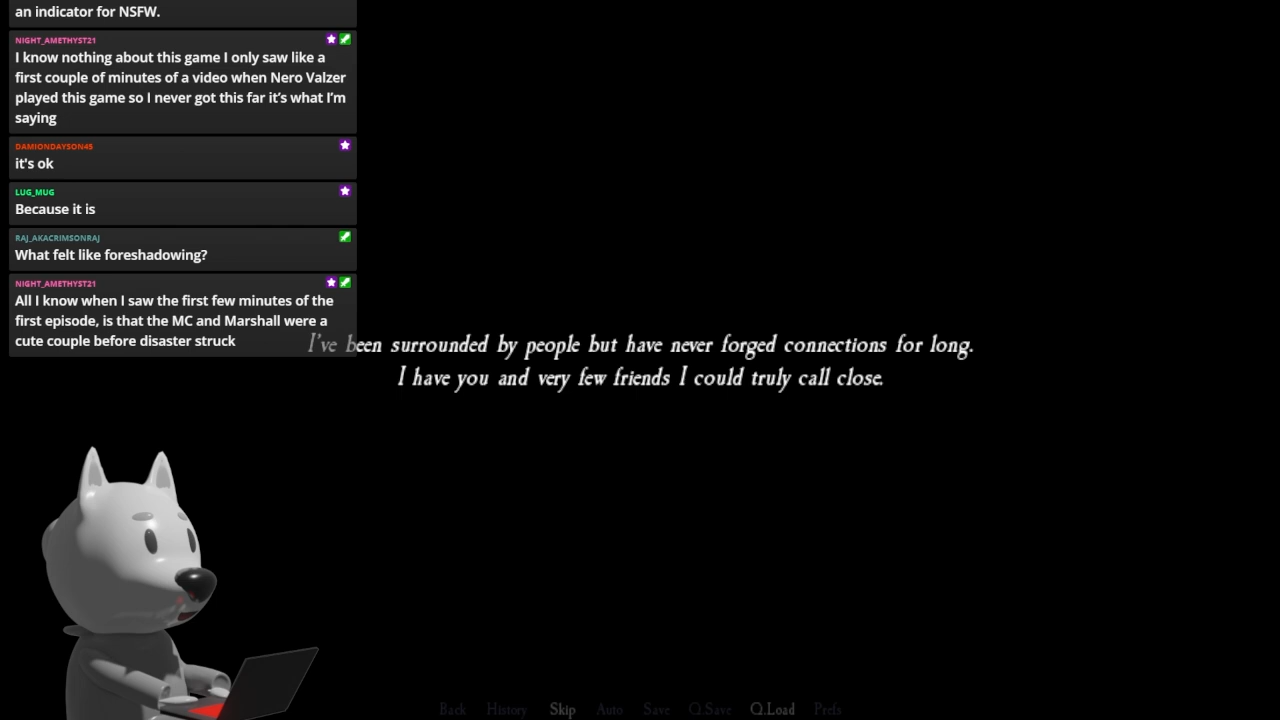 an indicator for NSFW.
NIGHT_AMETHYST21
I know nothing about this game I only saw like a
first couple of minutes of a video when Nero Valzer
played this game so I never got this far it's what I'm
saying
DAMIONDAYSON45
it's ok
LUG_MUG
Because it is
RAJ_AKACRIMSONRAJ
What felt like foreshadowing?
NIGHT_AMETHYST21
All I know when I saw the first few minutes of the
first episode, is that the MC and Marshall were a
cute couple before disaster struck
I've been surrounded by people but have never forged connections for long.
I have you and very few friends I could truly call close.
Back History Skip Auto Save Q.Save Q.Load Prefs